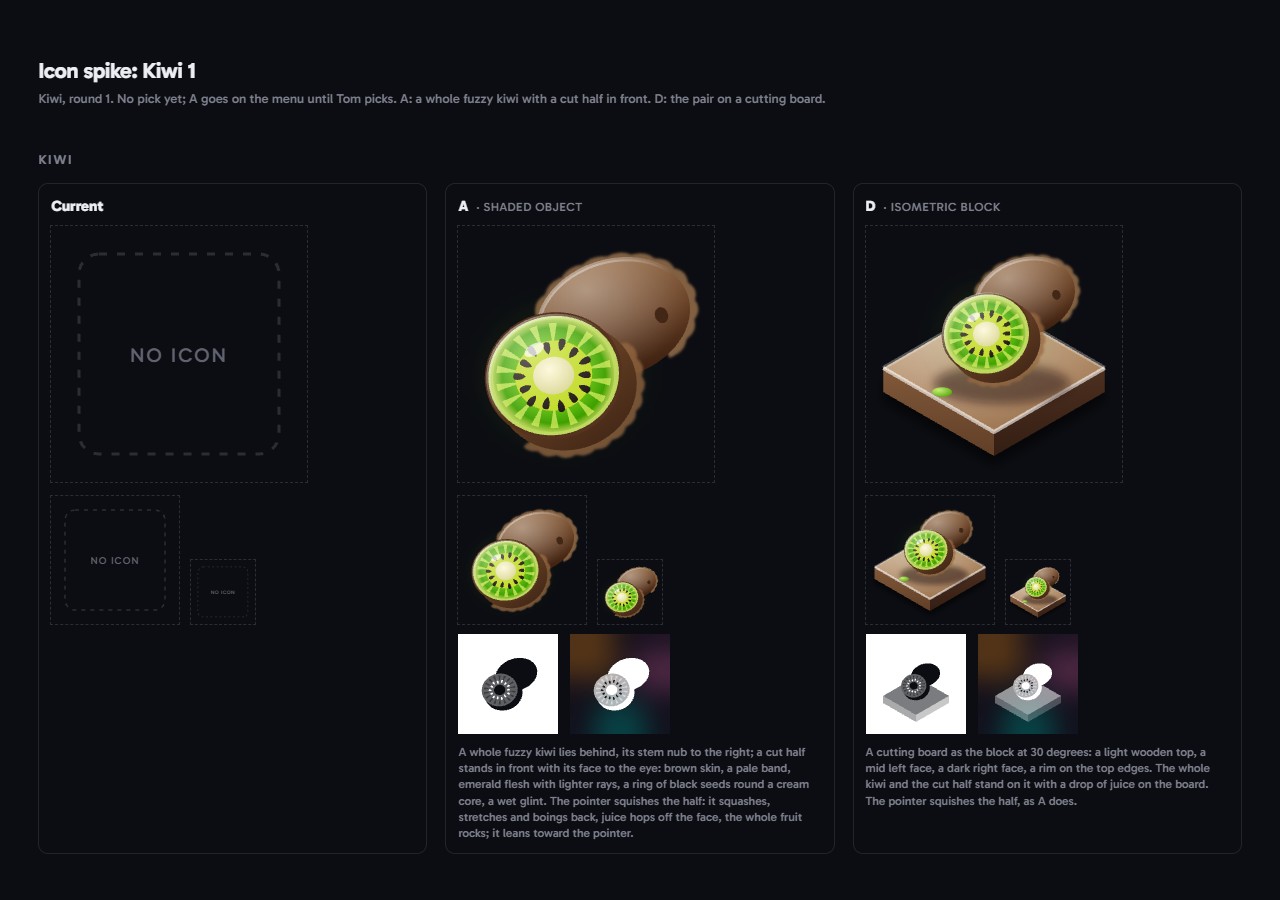 Icon spike: Kiwi 1
Kiwi, round 1. No pick yet; A goes on the menu until Tom picks. A: a whole fuzzy kiwi with a cut half in front. D: the pair on a cutting board.
KIWI
Current
NO ICON
NO ICON
NO ICON
A · SHADED OBJECT
A whole fuzzy kiwi lies behind, its stem nub to the right; a cut half
stands in front with its face to the eye: brown skin, a pale band,
emerald flesh with lighter rays, a ring of black seeds round a cream
core, a wet glint. The pointer squishes the half: it squashes,
stretches and boings back, juice hops off the face, the whole fruit
rocks; it leans toward the pointer.
D · ISOMETRIC BLOCK
A cutting board as the block at 30 degrees: a light wooden top, a
mid left face, a dark right face, a rim on the top edges. The whole
kiwi and the cut half stand on it with a drop of juice on the board.
The pointer squishes the half, as A does.